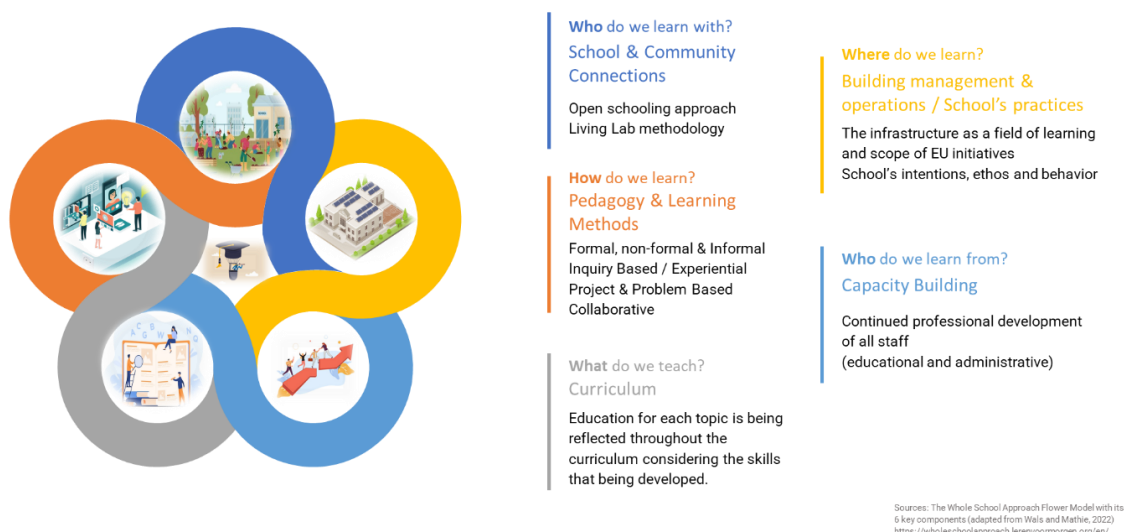 Who do we learn with?
School & Community
Connections
Open schooling approach
Living Lab methodology
How do we learn?
Pedagogy & Learning
Methods
Formal, non-formal & Informal
Inquiry Based / Experiential
Project & Problem Based
Collaborative
What do we teach?
Curriculum
Education for each topic is being
reflected throughout the
curriculum considering the skills
that being developed.
Where do we learn?
Building management &
operations / School's practices
The infrastructure as a field of learning
and scope of EU initiatives
School's intentions, ethos and behavior
Who do we learn from?
Capacity Building
Continued professional development
of all staff
(educational and administrative)
Sources: The Whole School Approach Flower Model with its
6 key components (adapted from Wals and Mathie, 2022)
https://wholeschoolapproach.lerenvoormorgen.org/en/
A C B N G
G W